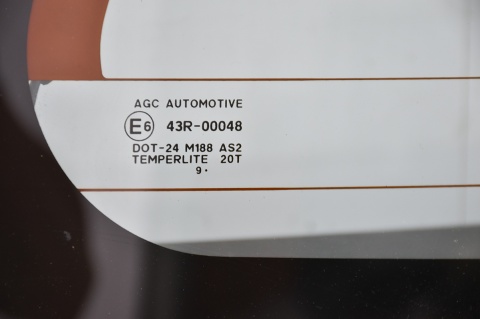 AGC AUTOMOTIVE
E6 43R-00048
DOT-24 M188 AS2
TEMPERLITE 20T
9·